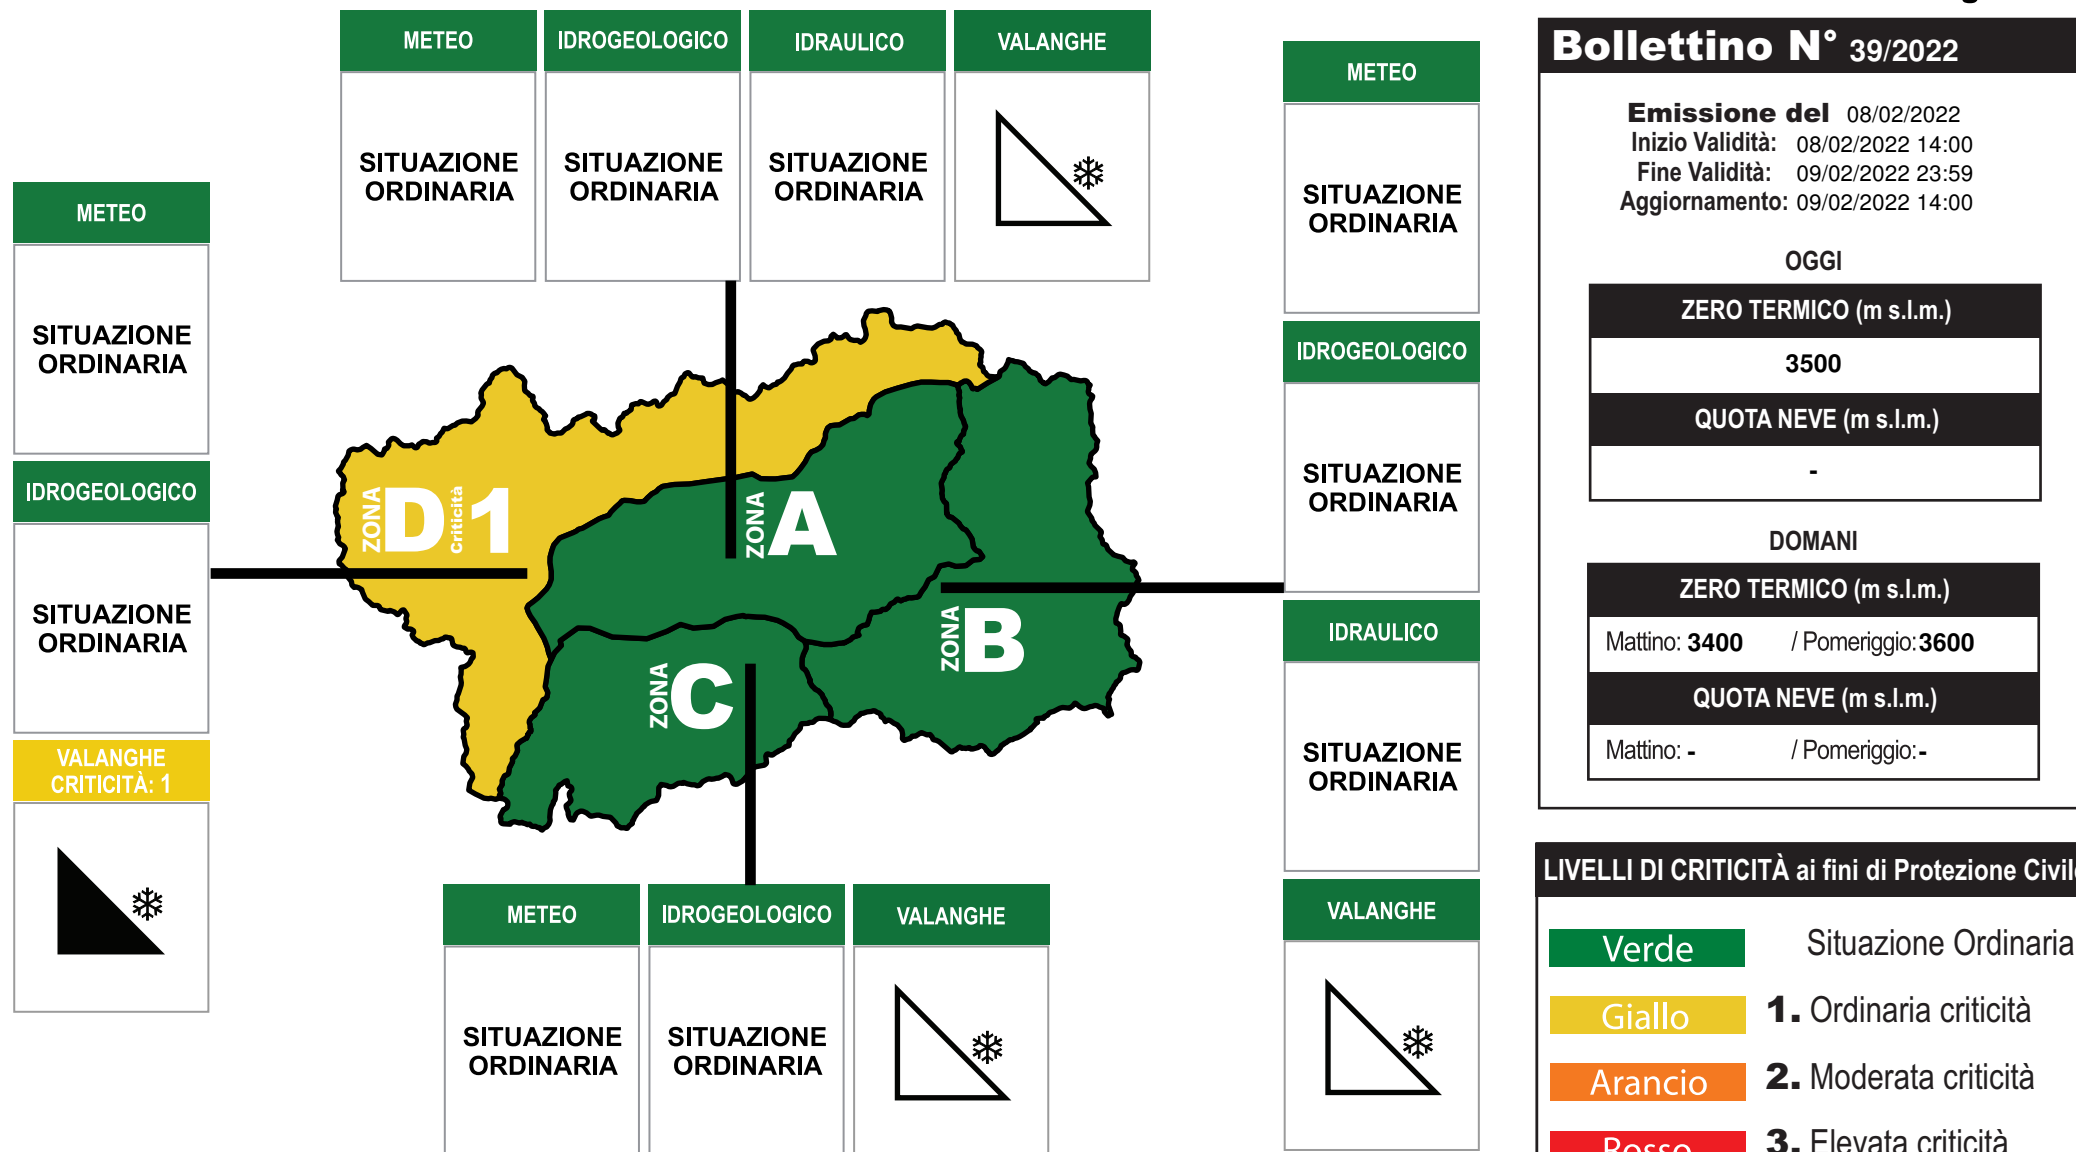 METEO
SITUAZIONE
ORDINARIA
IDROGEOLOGICO
SITUAZIONE
ORDINARIA
IDRAULICO
SITUAZIONE
ORDINARIA
VALANGHE
METEO
SITUAZIONE
ORDINARIA
IDROGEOLOGICO
SITUAZIONE
ORDINARIA
VALANGHE
CRITICITÀ: 1
ZONA D Criticità 1
ZONA A
ZONA B
ZONA C
METEO
SITUAZIONE
ORDINARIA
IDROGEOLOGICO
SITUAZIONE
ORDINARIA
VALANGHE
METEO
SITUAZIONE
ORDINARIA
IDROGEOLOGICO
SITUAZIONE
ORDINARIA
IDRAULICO
SITUAZIONE
ORDINARIA
VALANGHE
Bollettino N° 39/2022
Emissione del 08/02/2022
Inizio Validità: 08/02/2022 14:00
Fine Validità: 09/02/2022 23:59
Aggiornamento: 09/02/2022 14:00
OGGI
ZERO TERMICO (m s.l.m.)
3500
QUOTA NEVE (m s.l.m.)
-
DOMANI
ZERO TERMICO (m s.l.m.)
Mattino: 3400 / Pomeriggio: 3600
QUOTA NEVE (m s.l.m.)
Mattino: - / Pomeriggio: -
LIVELLI DI CRITICITÀ ai fini di Protezione Civile
Verde Situazione Ordinaria
Giallo 1. Ordinaria criticità
Arancio 2. Moderata criticità
Rosso 3. Elevata criticità